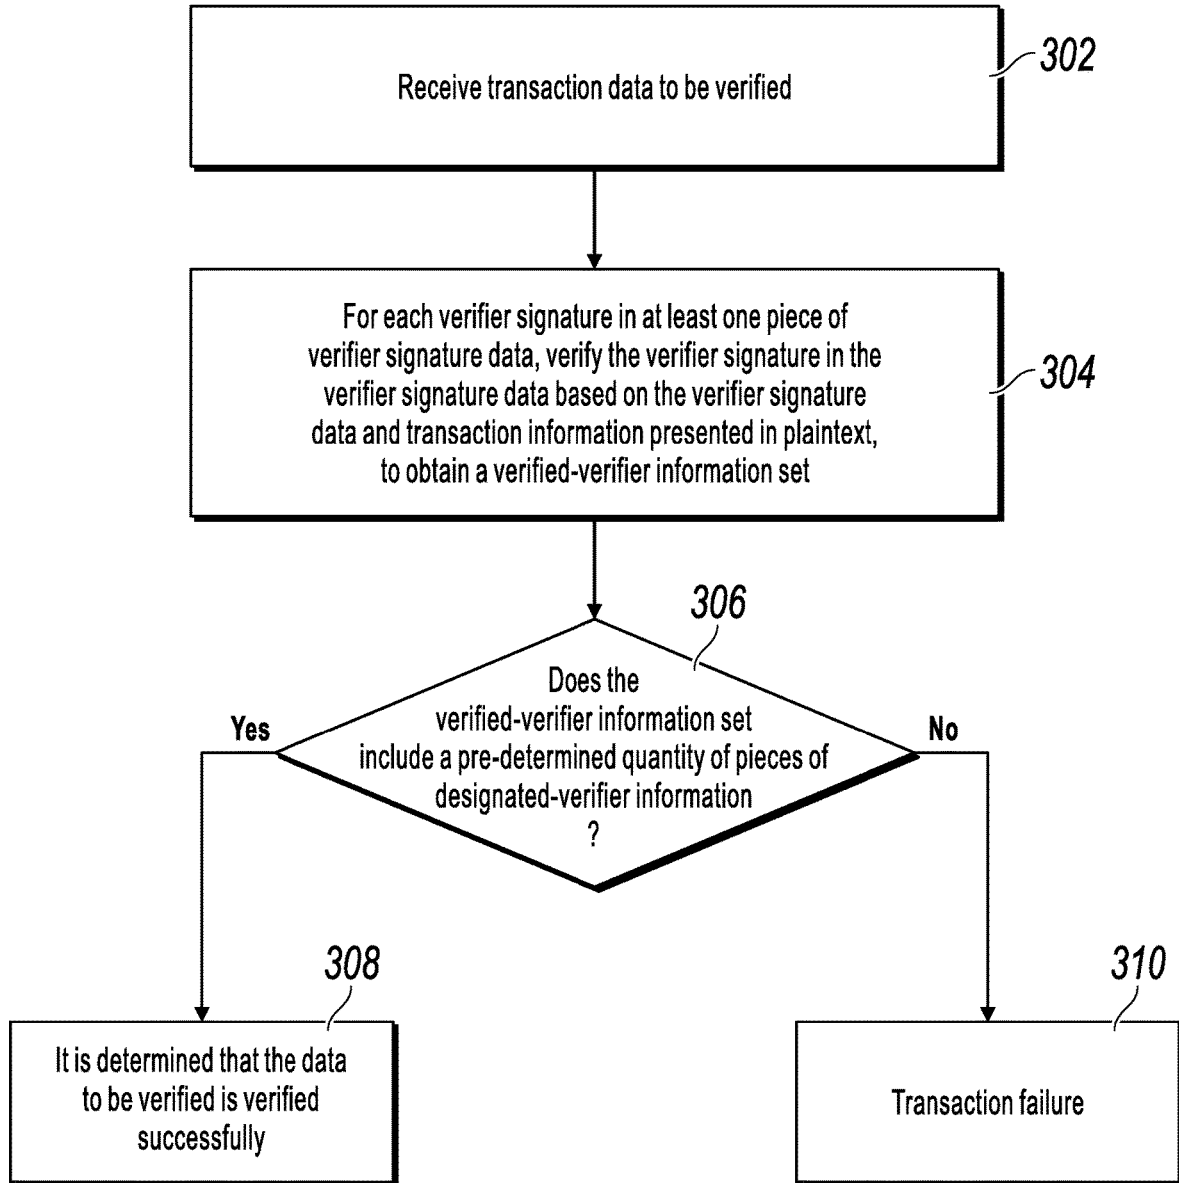 302
Receive transaction data to be verified
For each verifier signature in at least one piece of
verifier signature data, verify the verifier signature in the
verifier signature data based on the verifier signature
data and transaction information presented in plaintext,
to obtain a verified-verifier information set
304
306
Does the
verified-verifier information set
include a pre-determined quantity of pieces of
designated-verifier information
?
Yes
No
308
It is determined that the data
to be verified is verified
successfully
310
Transaction failure